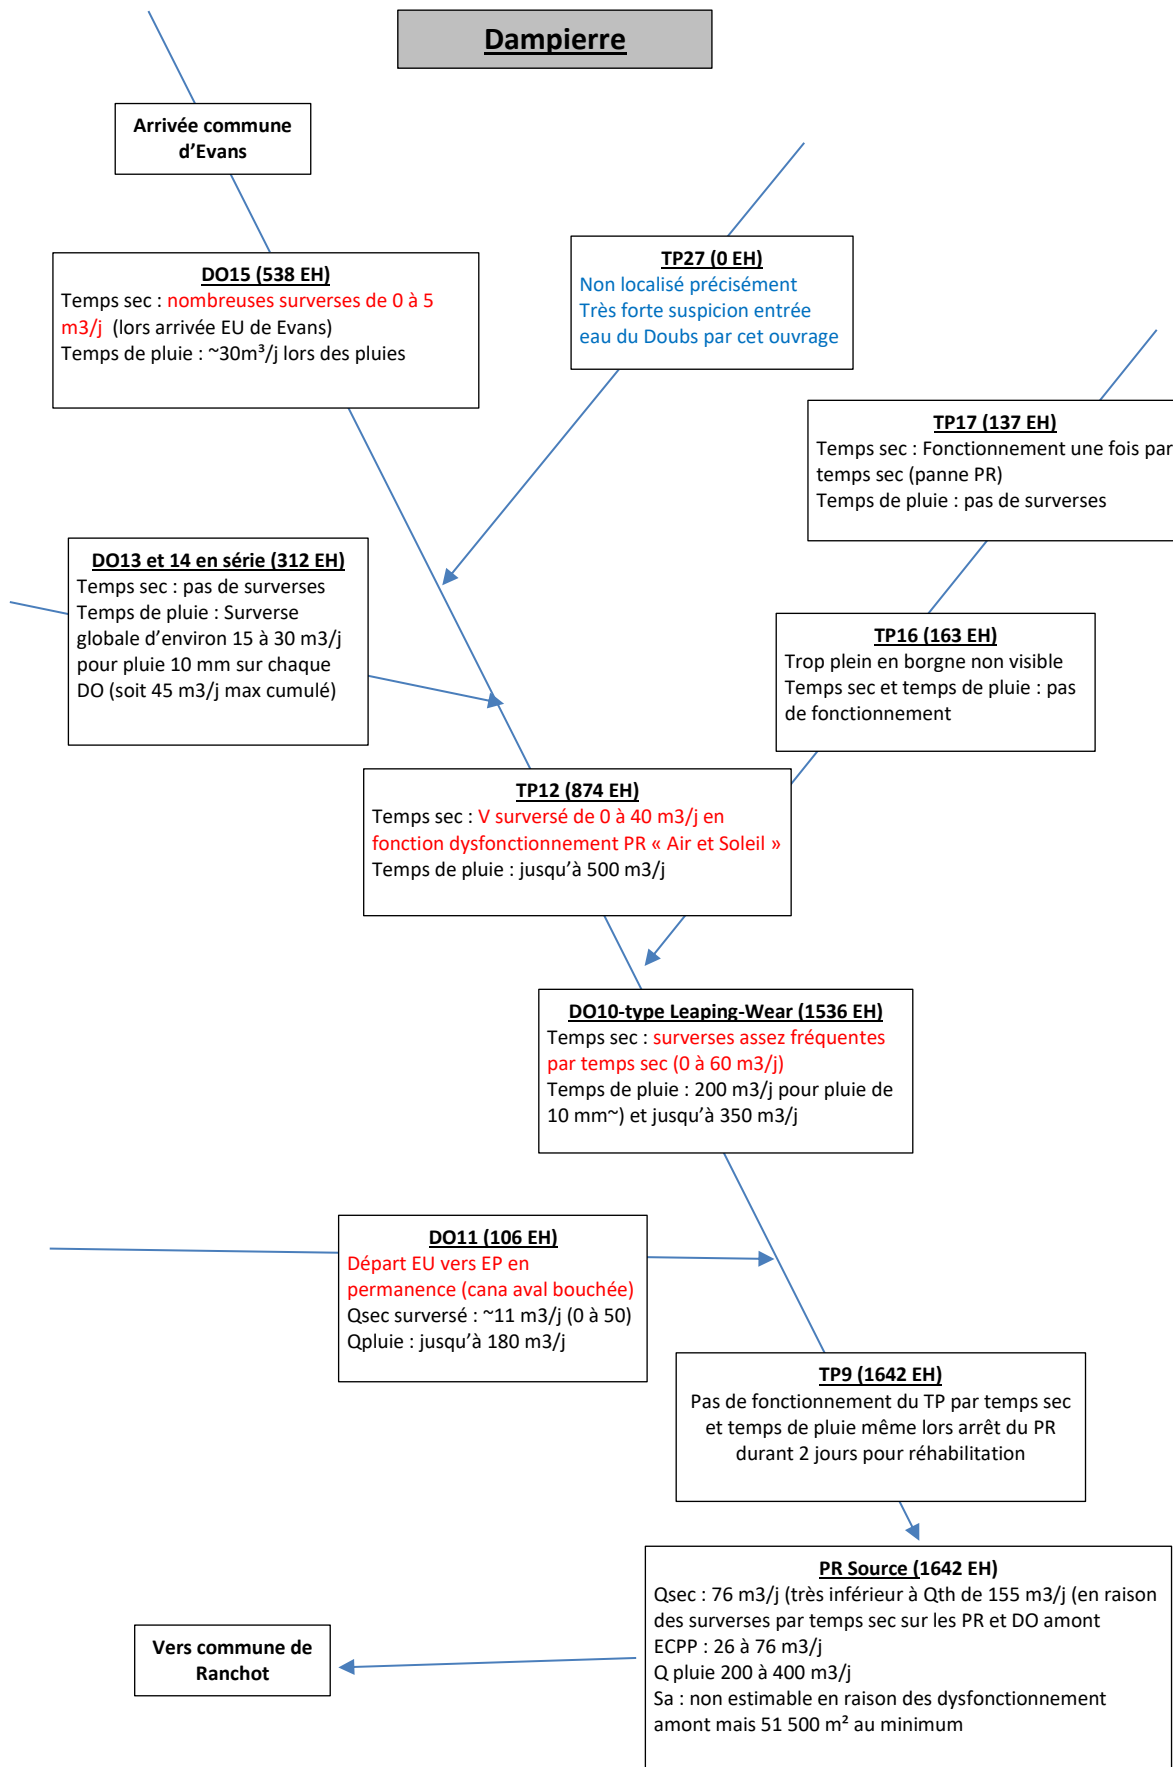 Dampierre
Arrivée commune
d’Evans
DO15 (538 EH)
Temps sec : nombreuses surverses de 0 à 5
m3/j (lors arrivée EU de Evans)
Temps de pluie : ~30m³/j lors des pluies
TP27 (0 EH)
Non localisé précisément
Très forte suspicion entrée
eau du Doubs par cet ouvrage
TP17 (137 EH)
Temps sec : Fonctionnement une fois par
temps sec (panne PR)
Temps de pluie : pas de surverses
DO13 et 14 en série (312 EH)
Temps sec : pas de surverses
Temps de pluie : Surverse
globale d’environ 15 à 30 m3/j
pour pluie 10 mm sur chaque
DO (soit 45 m3/j max cumulé)
TP16 (163 EH)
Trop plein en borgne non visible
Temps sec et temps de pluie : pas
de fonctionnement
TP12 (874 EH)
Temps sec : V surversé de 0 à 40 m3/j en
fonction dysfonctionnement PR « Air et Soleil »
Temps de pluie : jusqu’à 500 m3/j
DO10-type Leaping-Wear (1536 EH)
Temps sec : surverses assez fréquentes
par temps sec (0 à 60 m3/j)
Temps de pluie : 200 m3/j pour pluie de
10 mm~) et jusqu’à 350 m3/j
DO11 (106 EH)
Départ EU vers EP en
permanence (cana aval bouchée)
Qsec surversé : ~11 m3/j (0 à 50)
Qpluie : jusqu’à 180 m3/j
TP9 (1642 EH)
Pas de fonctionnement du TP par temps sec
et temps de pluie même lors arrêt du PR
durant 2 jours pour réhabilitation
PR Source (1642 EH)
Qsec : 76 m3/j (très inférieur à Qth de 155 m3/j (en raison
des surverses par temps sec sur les PR et DO amont
ECPP : 26 à 76 m3/j
Q pluie 200 à 400 m3/j
Sa : non estimable en raison des dysfonctionnement
amont mais 51 500 m² au minimum
Vers commune de
Ranchot